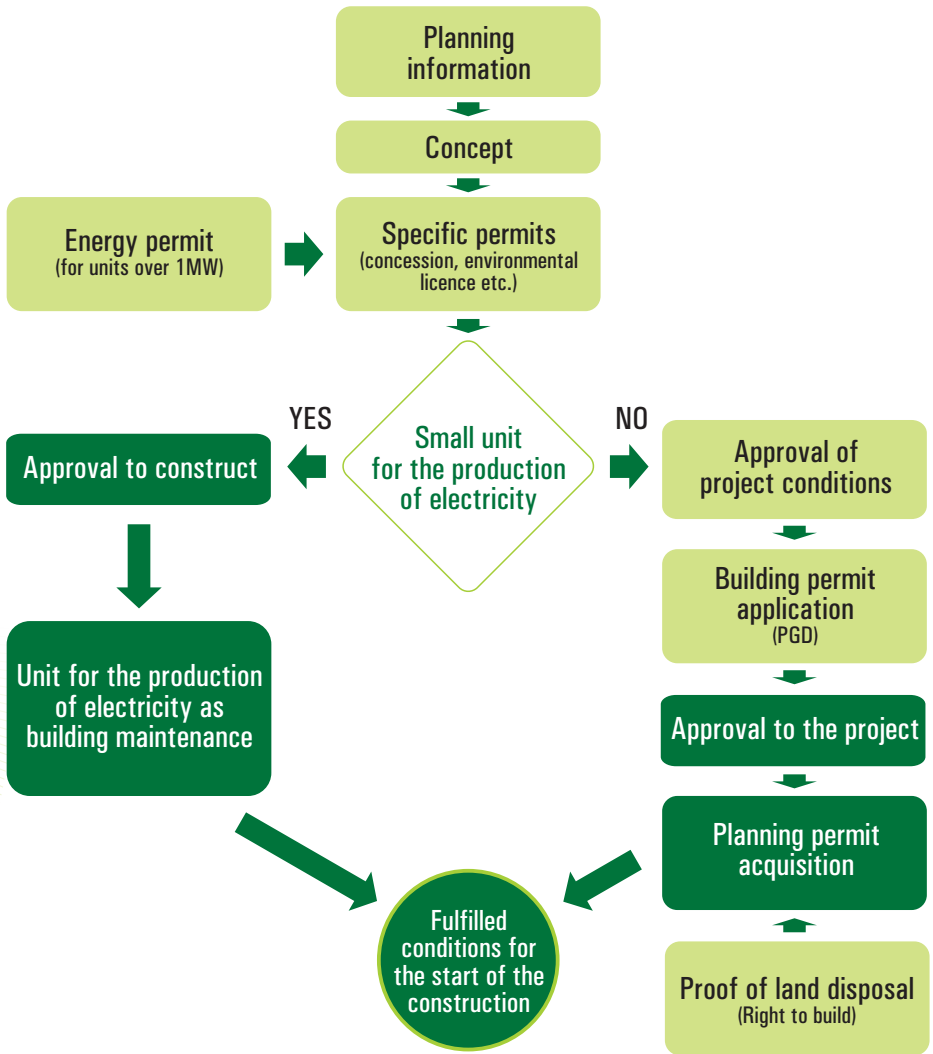 Planning
information
Concept
Energy permit
(for units over 1MW)
Specific permits
(concession, environmental
licence etc.)
YES
NO
Small unit
for the production
of electricity
Approval to construct
Approval of
project conditions
Building permit
application
(PGD)
Unit for the production
of electricity as
building maintenance
Approval to the project
Planning permit
acquisition
Fulfilled
conditions for
the start of the
construction
Proof of land disposal
(Right to build)